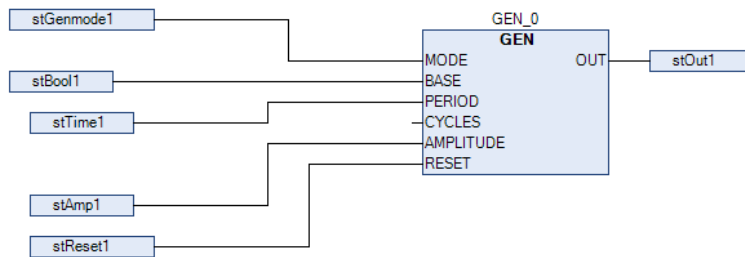 stGenmode1
GEN_0
GEN
MODE OUT stOut1
stBool1 BASE
PERIOD
stTime1 CYCLES
AMPLITUDE
RESET
stAmp1
stReset1